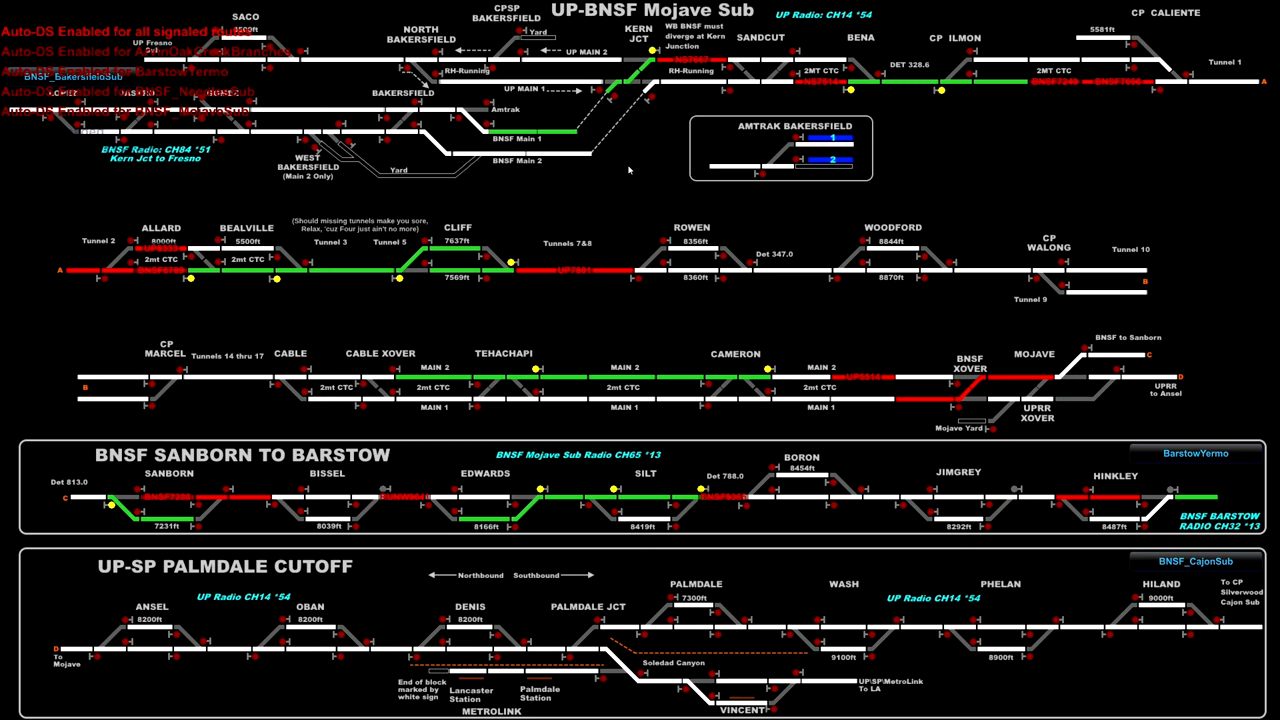 UP-BNSF Mojave Sub
UP Radio: CH14 *54
CP CALIENTE
SACO
CPSP
BAKERSFIELD
NORTH
BAKERSFIELD
KERN
JCT
WB BNSF must
diverge at Kern
Junction
SANDCUT
BENA
CP ILMON
5581ft
Auto-DS Enabled for all signaled routes
UP Fresno
Yard
UP MAIN 2
Tunnel 1
DET 328.6
RH-Running
RH-Running
2MT CTC
2MT CTC
BNSF_BakersfieldSub
Auto-DS Enabled for BarstowYermo
UP MAIN 1
A
BAKERSFIELD
Amtrak
Auto-DS Enabled for BNSF_MojaveSub
BNSF Main 1
BNSF Main 2
BNSF Radio: CH84 *51
Kern Jct to Fresno
WEST
BAKERSFIELD
(Main 2 Only)
Yard
AMTRAK BAKERSFIELD
1
2
ALLARD
BEALVILLE
(Should missing tunnels make you sore,
Relax, 'cuz Four just ain't no more)
CLIFF
ROWEN
WOODFORD
CP
WALONG
Tunnel 2
8000ft
5500ft
Tunnel 3
Tunnel 5
7637ft
Tunnels 7&8
8356ft
8844ft
Tunnel 10
2mt CTC
2mt CTC
Det 347.0
A
7569ft
8360ft
8870ft
B
Tunnel 9
CP
MARCEL
Tunnels 14 thru 17
CABLE
CABLE XOVER
TEHACHAPI
CAMERON
BNSF
XOVER
MOJAVE
BNSF to Sanborn
C
MAIN 2
MAIN 2
MAIN 2
D
B
2mt CTC
2mt CTC
2mt CTC
2mt CTC
UPRR
to Ansel
MAIN 1
MAIN 1
MAIN 1
UPRR
XOVER
Mojave Yard
BNSF SANBORN TO BARSTOW
BNSF Mojave Sub Radio CH65 *13
BarstowYermo
Det 813.0
SANBORN
BISSEL
EDWARDS
SILT
Det 788.0
BORON
8454ft
JIMGREY
HINKLEY
C
7231ft
8039ft
8166ft
8419ft
8292ft
8487ft
BNSF BARSTOW
RADIO CH32 *13
UP-SP PALMDALE CUTOFF
Northbound
Southbound
BNSF_CajonSub
UP Radio CH14 *54
UP Radio CH14 *54
PALMDALE
7300ft
WASH
PHELAN
HILAND
9000ft
To CP
Silverwood
Cajon Sub
ANSEL
8200ft
OBAN
8200ft
DENIS
8200ft
PALMDALE JCT
D
To
Mojave
9100ft
8900ft
Soledad Canyon
End of block
marked by
white sign
Lancaster
Station
Palmdale
Station
METROLINK
UP\SP\MetroLink
To LA
VINCENT